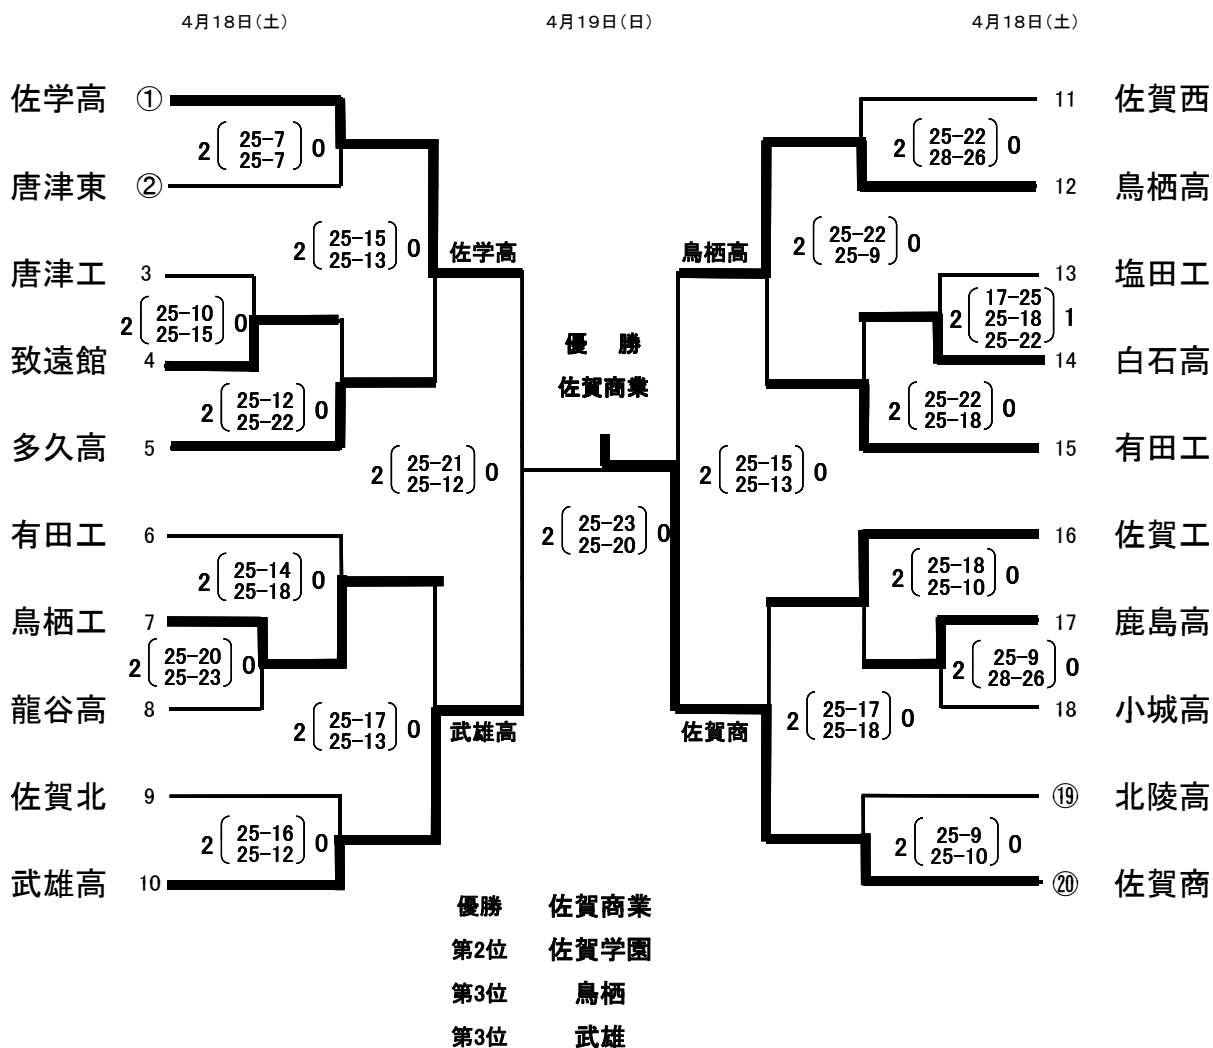 4月18日(土) 4月19日(日) 4月18日(土)
佐学高 ① 11 佐賀西
2 25-7 0 2 25-22 0
25-7 28-26
唐津東 ② 12 鳥栖高
2 25-15 0 佐学高 鳥栖高 2 25-22 0
25-13 25-9
唐津工 3 13 塩田工
2 25-10 0 2 17-25 1
25-15 25-18
25-22
優 勝
致遠館 4 14 白石高
佐賀商業
2 25-12 0 2 25-22 0
25-22 25-18
多久高 5 15 有田工
2 25-21 0 2 25-15 0
25-12 25-13
2 25-23 0
25-20
有田工 6 16 佐賀工
2 25-14 0 2 25-18 0
25-18 25-10
鳥栖工 7 17 鹿島高
2 25-20 0 2 25-9 0
25-23 28-26
龍谷高 8 18 小城高
2 25-17 0 武雄高 佐賀商 2 25-17 0
25-13 25-18
佐賀北 9 ⑲ 北陵高
2 25-16 0 2 25-9 0
25-12 25-10
武雄高 10 ⑳ 佐賀商
優勝 佐賀商業
第2位 佐賀学園
第3位 鳥栖
第3位 武雄